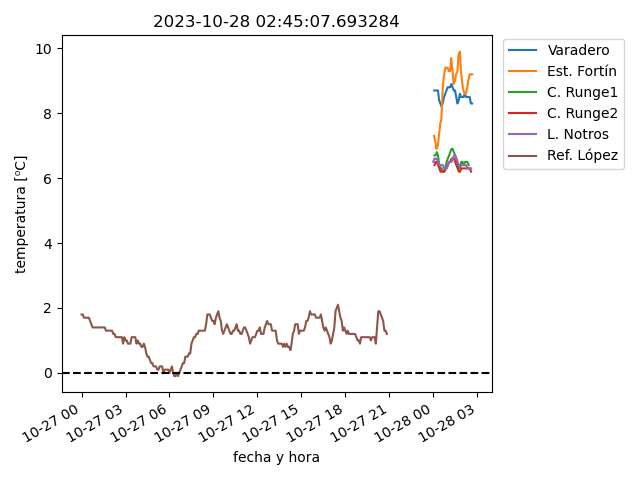 2023-10-28 02:45:07.693284
temperatura [ºC]
10
8
6
4
2
0
Varadero
Est. Fortín
C. Runge1
C. Runge2
L. Notros
Ref. López
10-27 00
10-27 03
10-27 06
10-27 09
10-27 12
10-27 15
10-27 18
10-27 21
10-28 00
10-28 03
fecha y hora